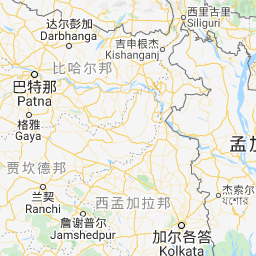 达尔彭加
Darbhanga
西里古里
Siliguri
吉申根杰
Kishanganj
比哈尔邦
巴特那
Patna
格雅
Gaya
孟加
贾坎德邦
兰契
Ranchi
杰索尔
যশোর
西孟加拉邦
詹谢普尔
Jamshedpur
加尔各答
Kolkata